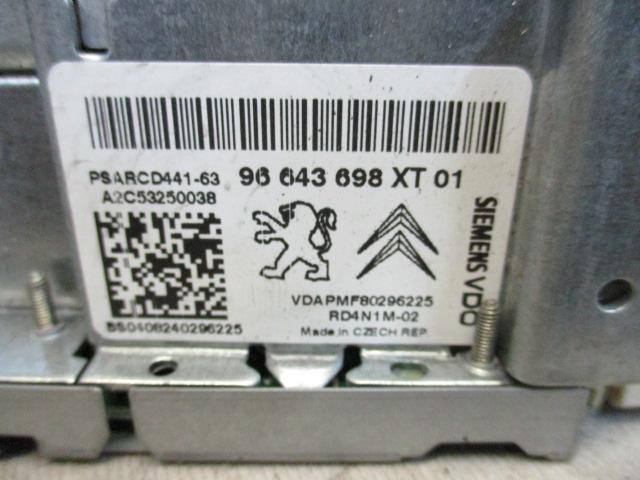 PSARCD441-63 96 643 698 XT 01
A2C53250038
SIEMENS VDO
VDAPMF80296225
RD4N1M-02
BS0408240296225
Made in CZECH REP.